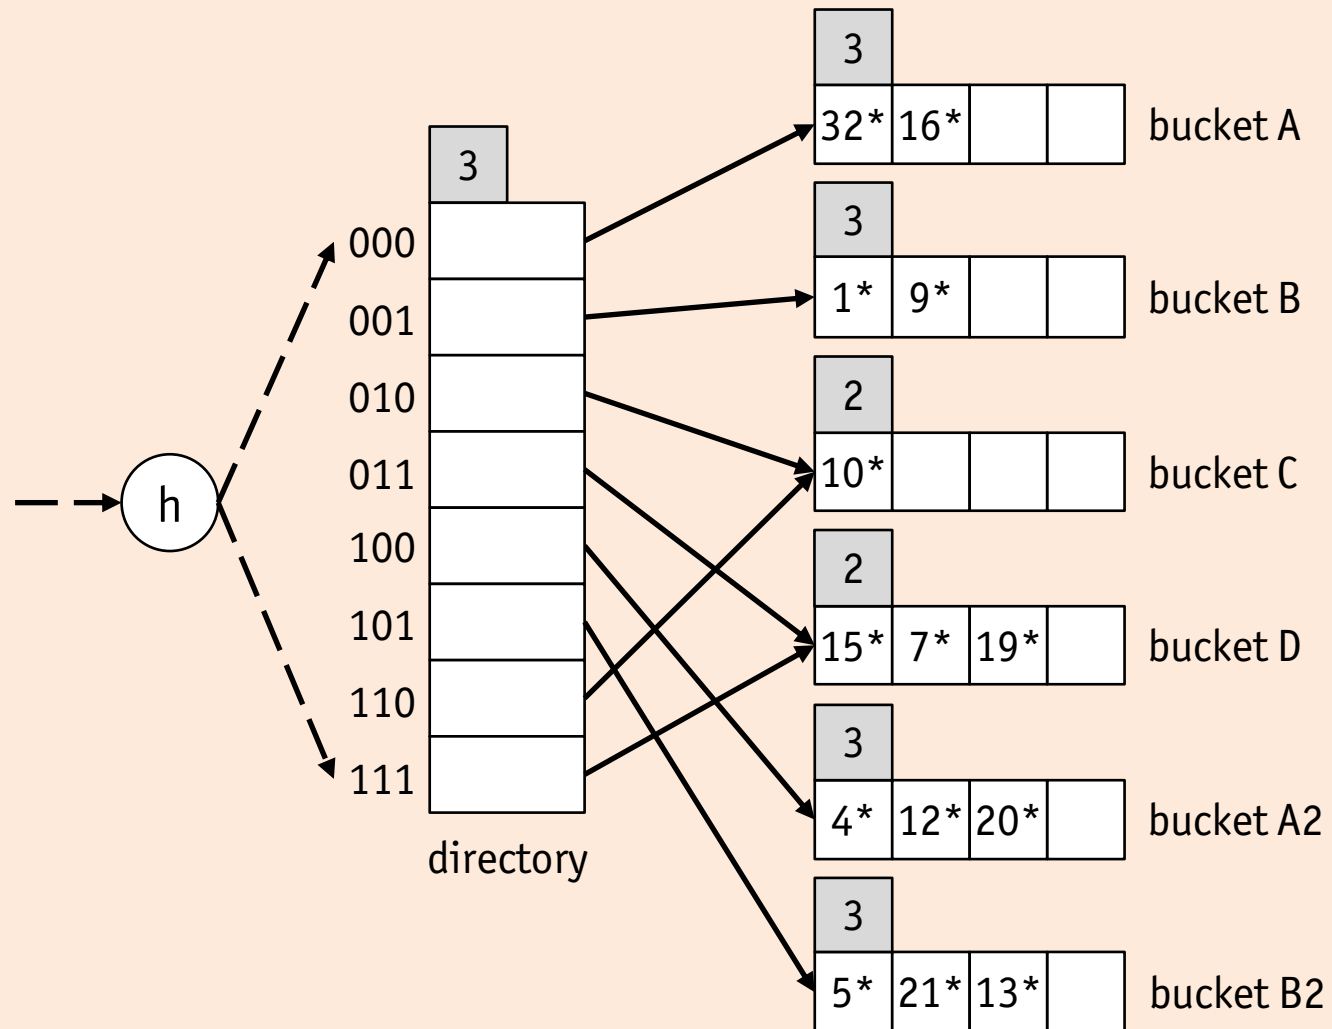 3
32* 16* bucket A
3
3
000
001
010
011
100
101
110
111
directory
h
1* 9* bucket B
2
10* bucket C
2
15* 7* 19* bucket D
3
4* 12* 20* bucket A2
3
5* 21* 13* bucket B2